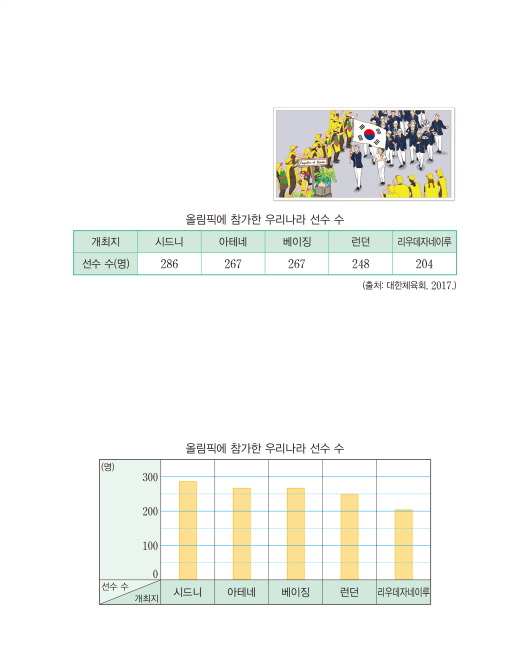 Republic of Korea
올림픽에 참가한 우리나라 선수 수
개최지 시드니 아테네 베이징 런던 리우데자네이루
선수 수(명) 286 267 267 248 204
(출처: 대한체육회, 2017.)
올림픽에 참가한 우리나라 선수 수
(명)
300
200
100
0
선수 수
개최지 시드니 아테네 베이징 런던 리우데자네이루